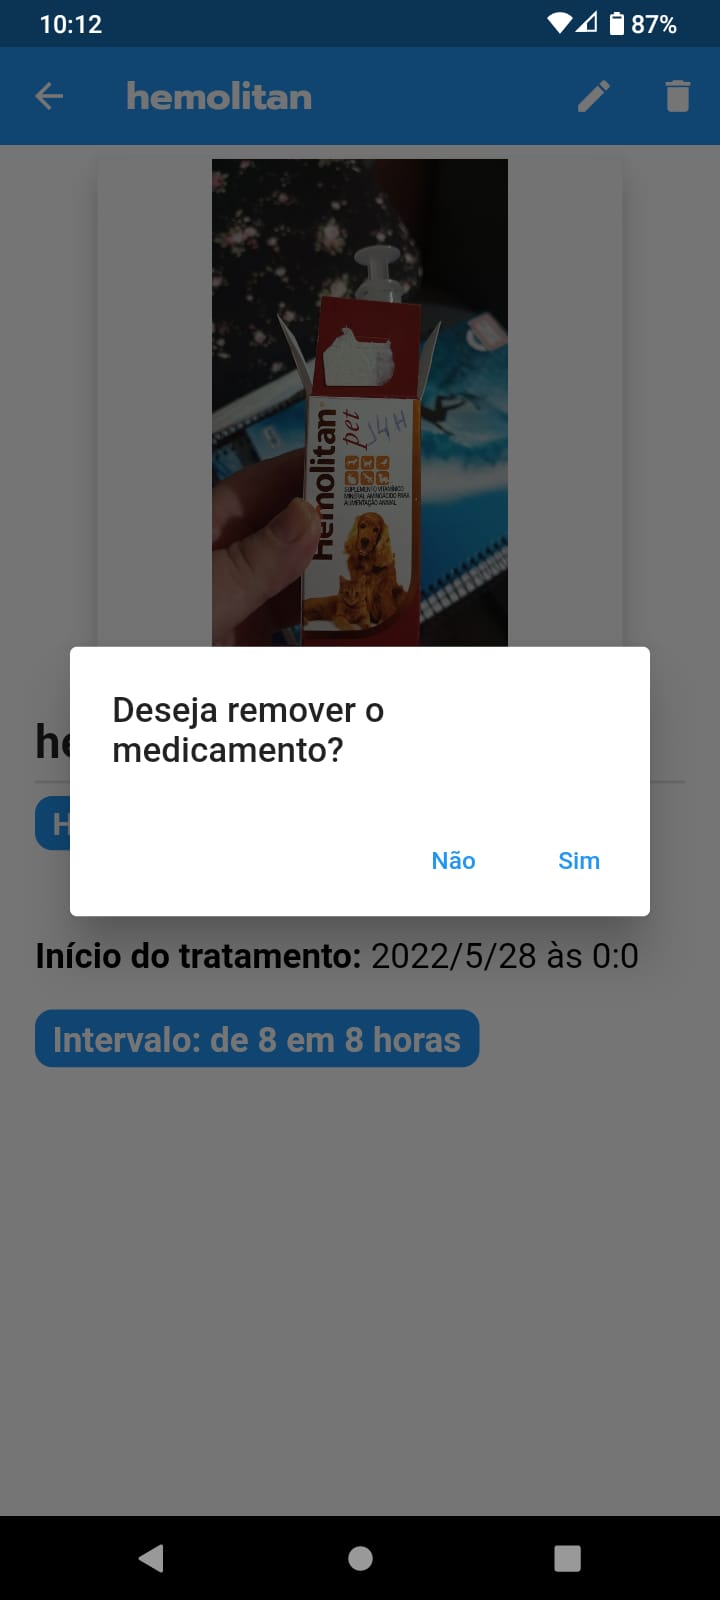 10:12
87%
hemolitan
Hemolitan
pet
14H
SUPLEMENTO VITAMÍNICO
MINERAL AMINOÁCIDO PARA
ALIMENTAÇÃO ANIMAL
Deseja remover o
medicamento?
Não
Sim
Início do tratamento: 2022/5/28 às 0:0
Intervalo: de 8 em 8 horas